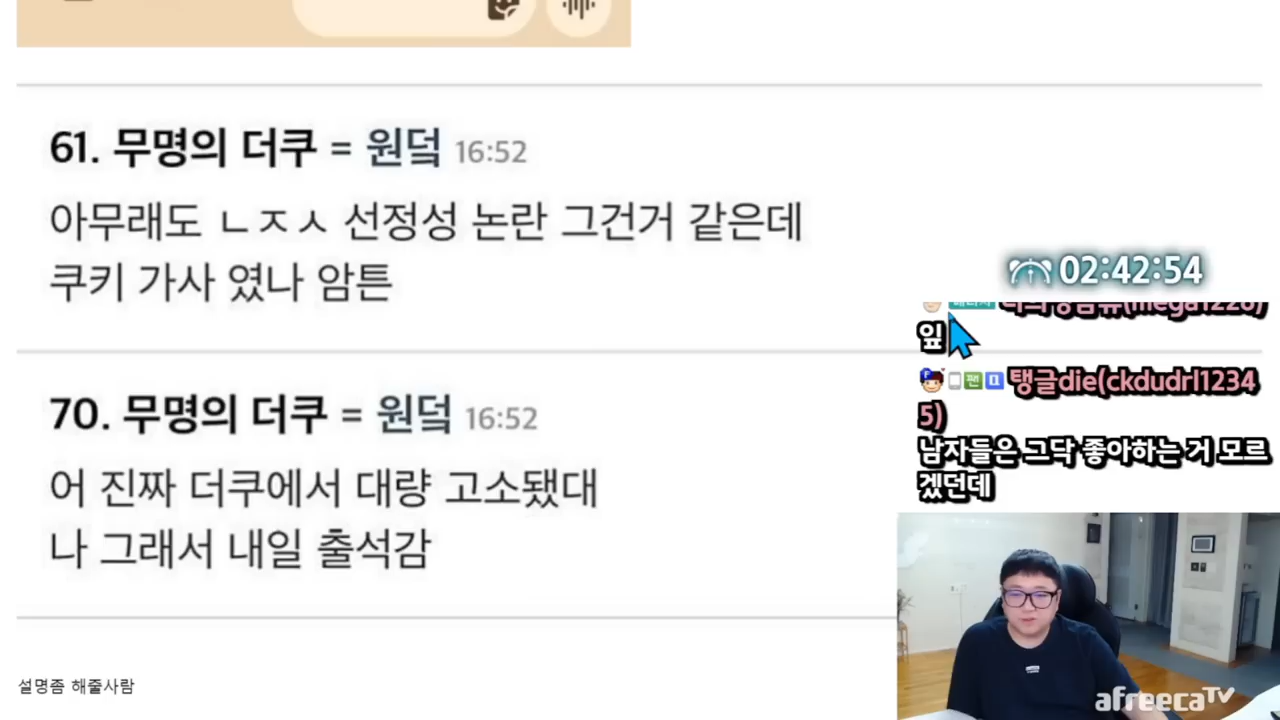 61. 무명의 더쿠 = 원덬 16:52
아무래도 ㄴㅈㅅ 선정성 논란 그건거 같은데
쿠키 가사 였나 암튼
70. 무명의 더쿠 = 원덬 16:52
어 진짜 더쿠에서 대량 고소됐대
나 그래서 내일 출석감
설명좀 해줄사람
02:42:54
잎
팬
탱글die(ckdudrl1234
5)
남자들은 그닥 좋아하는 거 모르
겠던데
afreecaTV